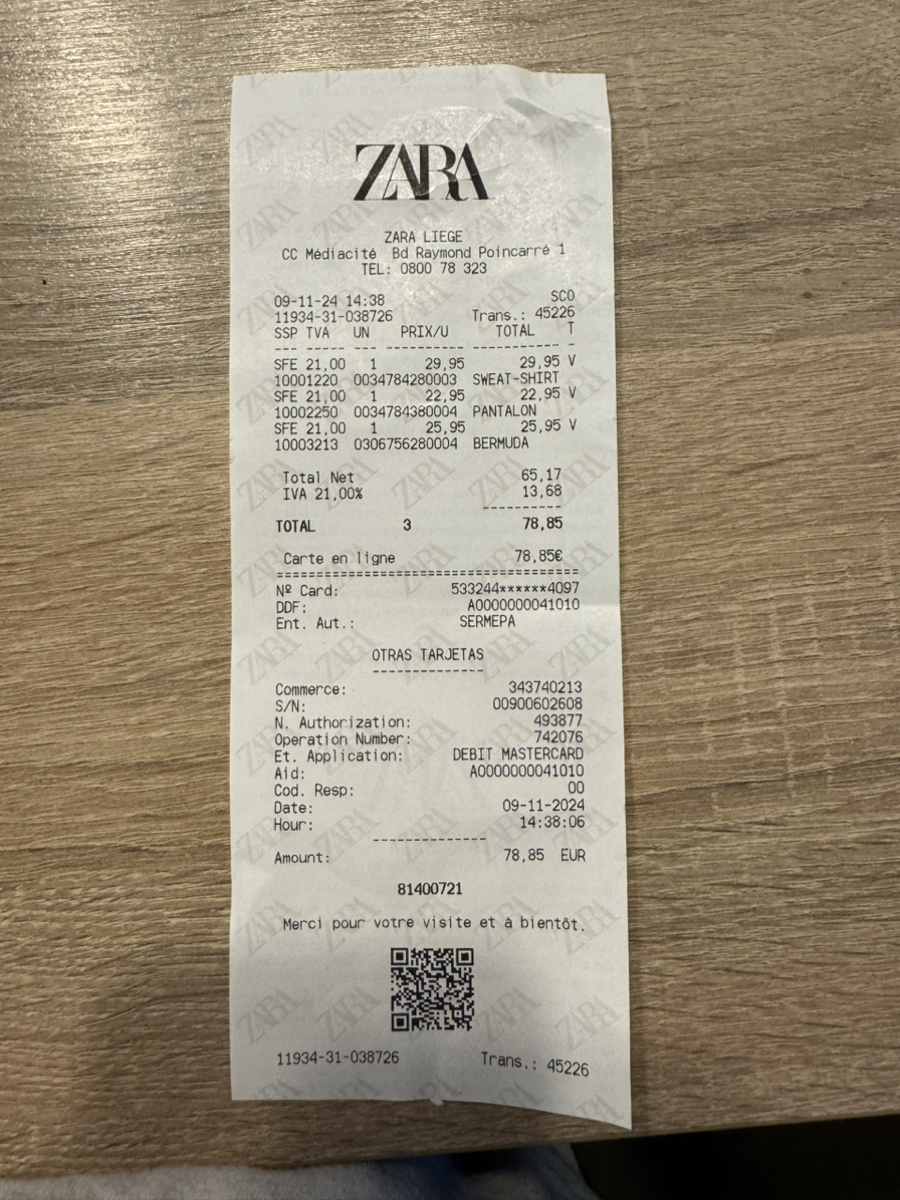 ZARA
ZARA LIEGE
CC Médiacité Bd Raymond Poincarré 1
TEL: 0800 78 323
09-11-24 14:38 SCO
11934-31-038726 Trans.: 45226
SSP TVA UN PRIX/U TOTAL T
--- ----- --- ---------- ----------- -
SFE 21,00 1 29,95 29,95 V
10001220 0034784280003 SWEAT-SHIRT
SFE 21,00 1 22,95 22,95 V
10002250 0034784380004 PANTALON
SFE 21,00 1 25,95 25,95 V
10003213 0306756280004 BERMUDA
Total Net 65,17
IVA 21,00% 13,68
----------
TOTAL 3 78,85
Carte en ligne 78,85€
======================================
Nº Card: 533244******4097
DDF: A0000000041010
Ent. Aut.: SERMEPA
OTRAS TARJETAS
--------------
Commerce: 343740213
S/N: 00900602608
N. Authorization: 493877
Operation Number: 742076
Et. Application: DEBIT MASTERCARD
Aid: A0000000041010
Cod. Resp: 00
Date: 09-11-2024
Hour: 14:38:06
--------------
Amount: 78,85 EUR
81400721
Merci pour votre visite et à bientôt.
11934-31-038726 Trans.: 45226